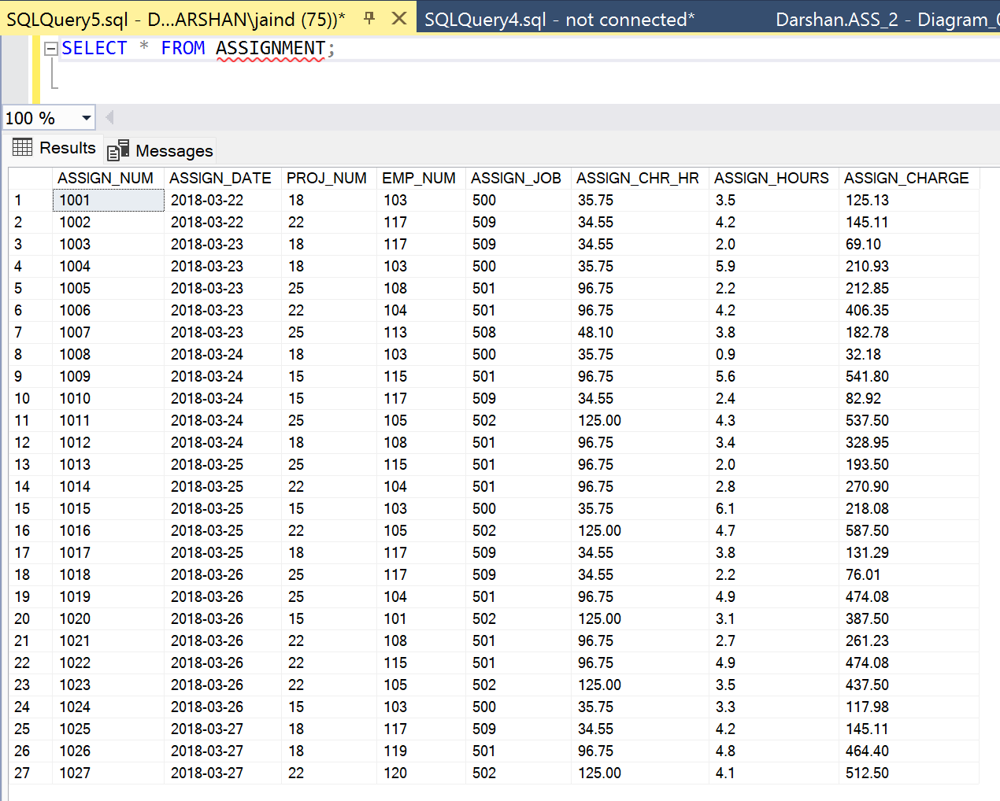 SQLQuery5.sql - D...ARSHAN\jaind (75))* SQLQuery4.sql - not connected* Darshan.ASS_2 - Diagram_
SELECT * FROM ASSIGNMENT;
100 %
Results Messages
ASSIGN_NUM ASSIGN_DATE PROJ_NUM EMP_NUM ASSIGN_JOB ASSIGN_CHR_HR ASSIGN_HOURS ASSIGN_CHARGE
1 1001 2018-03-22 18 103 500 35.75 3.5 125.13
2 1002 2018-03-22 22 117 509 34.55 4.2 145.11
3 1003 2018-03-23 18 117 509 34.55 2.0 69.10
4 1004 2018-03-23 18 103 500 35.75 5.9 210.93
5 1005 2018-03-23 25 108 501 96.75 2.2 212.85
6 1006 2018-03-23 22 104 501 96.75 4.2 406.35
7 1007 2018-03-23 25 113 508 48.10 3.8 182.78
8 1008 2018-03-24 18 103 500 35.75 0.9 32.18
9 1009 2018-03-24 15 115 501 96.75 5.6 541.80
10 1010 2018-03-24 15 117 509 34.55 2.4 82.92
11 1011 2018-03-24 25 105 502 125.00 4.3 537.50
12 1012 2018-03-24 18 108 501 96.75 3.4 328.95
13 1013 2018-03-25 25 115 501 96.75 2.0 193.50
14 1014 2018-03-25 22 104 501 96.75 2.8 270.90
15 1015 2018-03-25 15 103 500 35.75 6.1 218.08
16 1016 2018-03-25 22 105 502 125.00 4.7 587.50
17 1017 2018-03-25 18 117 509 34.55 3.8 131.29
18 1018 2018-03-26 25 117 509 34.55 2.2 76.01
19 1019 2018-03-26 25 104 501 96.75 4.9 474.08
20 1020 2018-03-26 15 101 502 125.00 3.1 387.50
21 1021 2018-03-26 22 108 501 96.75 2.7 261.23
22 1022 2018-03-26 22 115 501 96.75 4.9 474.08
23 1023 2018-03-26 22 105 502 125.00 3.5 437.50
24 1024 2018-03-26 15 103 500 35.75 3.3 117.98
25 1025 2018-03-27 18 117 509 34.55 4.2 145.11
26 1026 2018-03-27 18 119 501 96.75 4.8 464.40
27 1027 2018-03-27 22 120 502 125.00 4.1 512.50